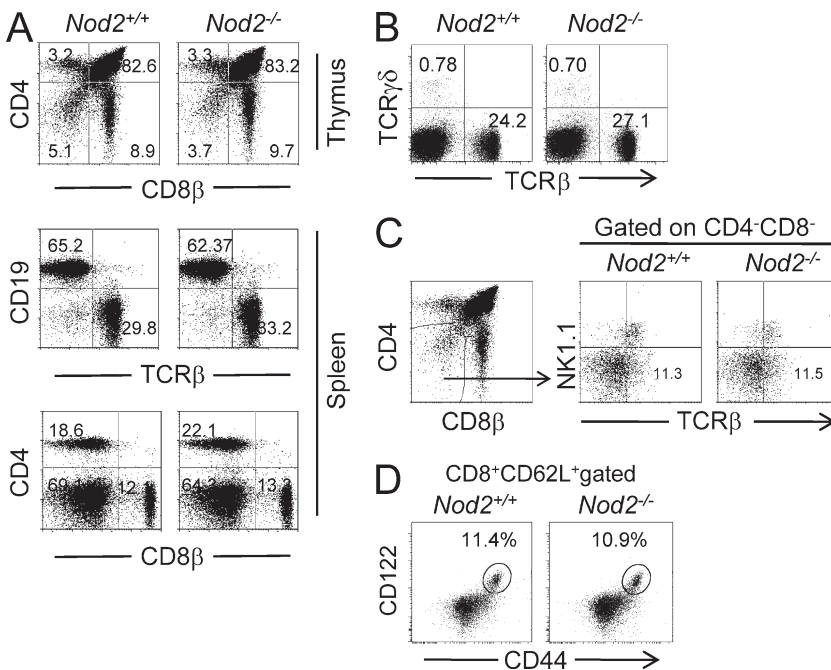 A
Nod2+/+
Nod2-/-
CD4
3.2
82.6
5.1
8.9
3.3
83.2
3.7
9.7
CD8β
Thymus
CD19
65.2
29.8
62.37
33.2
TCRβ
Spleen
CD4
18.6
69.1
12.1
22.1
64.3
13.3
CD8β
B
Nod2+/+
Nod2-/-
TCRγδ
0.78
24.2
0.70
27.1
TCRβ
C
Gated on CD4-CD8-
Nod2+/+
Nod2-/-
CD4
CD8β
NK1.1
11.3
11.5
TCRβ
D
CD8+CD62L+gated
Nod2+/+
Nod2-/-
CD122
11.4%
10.9%
CD44